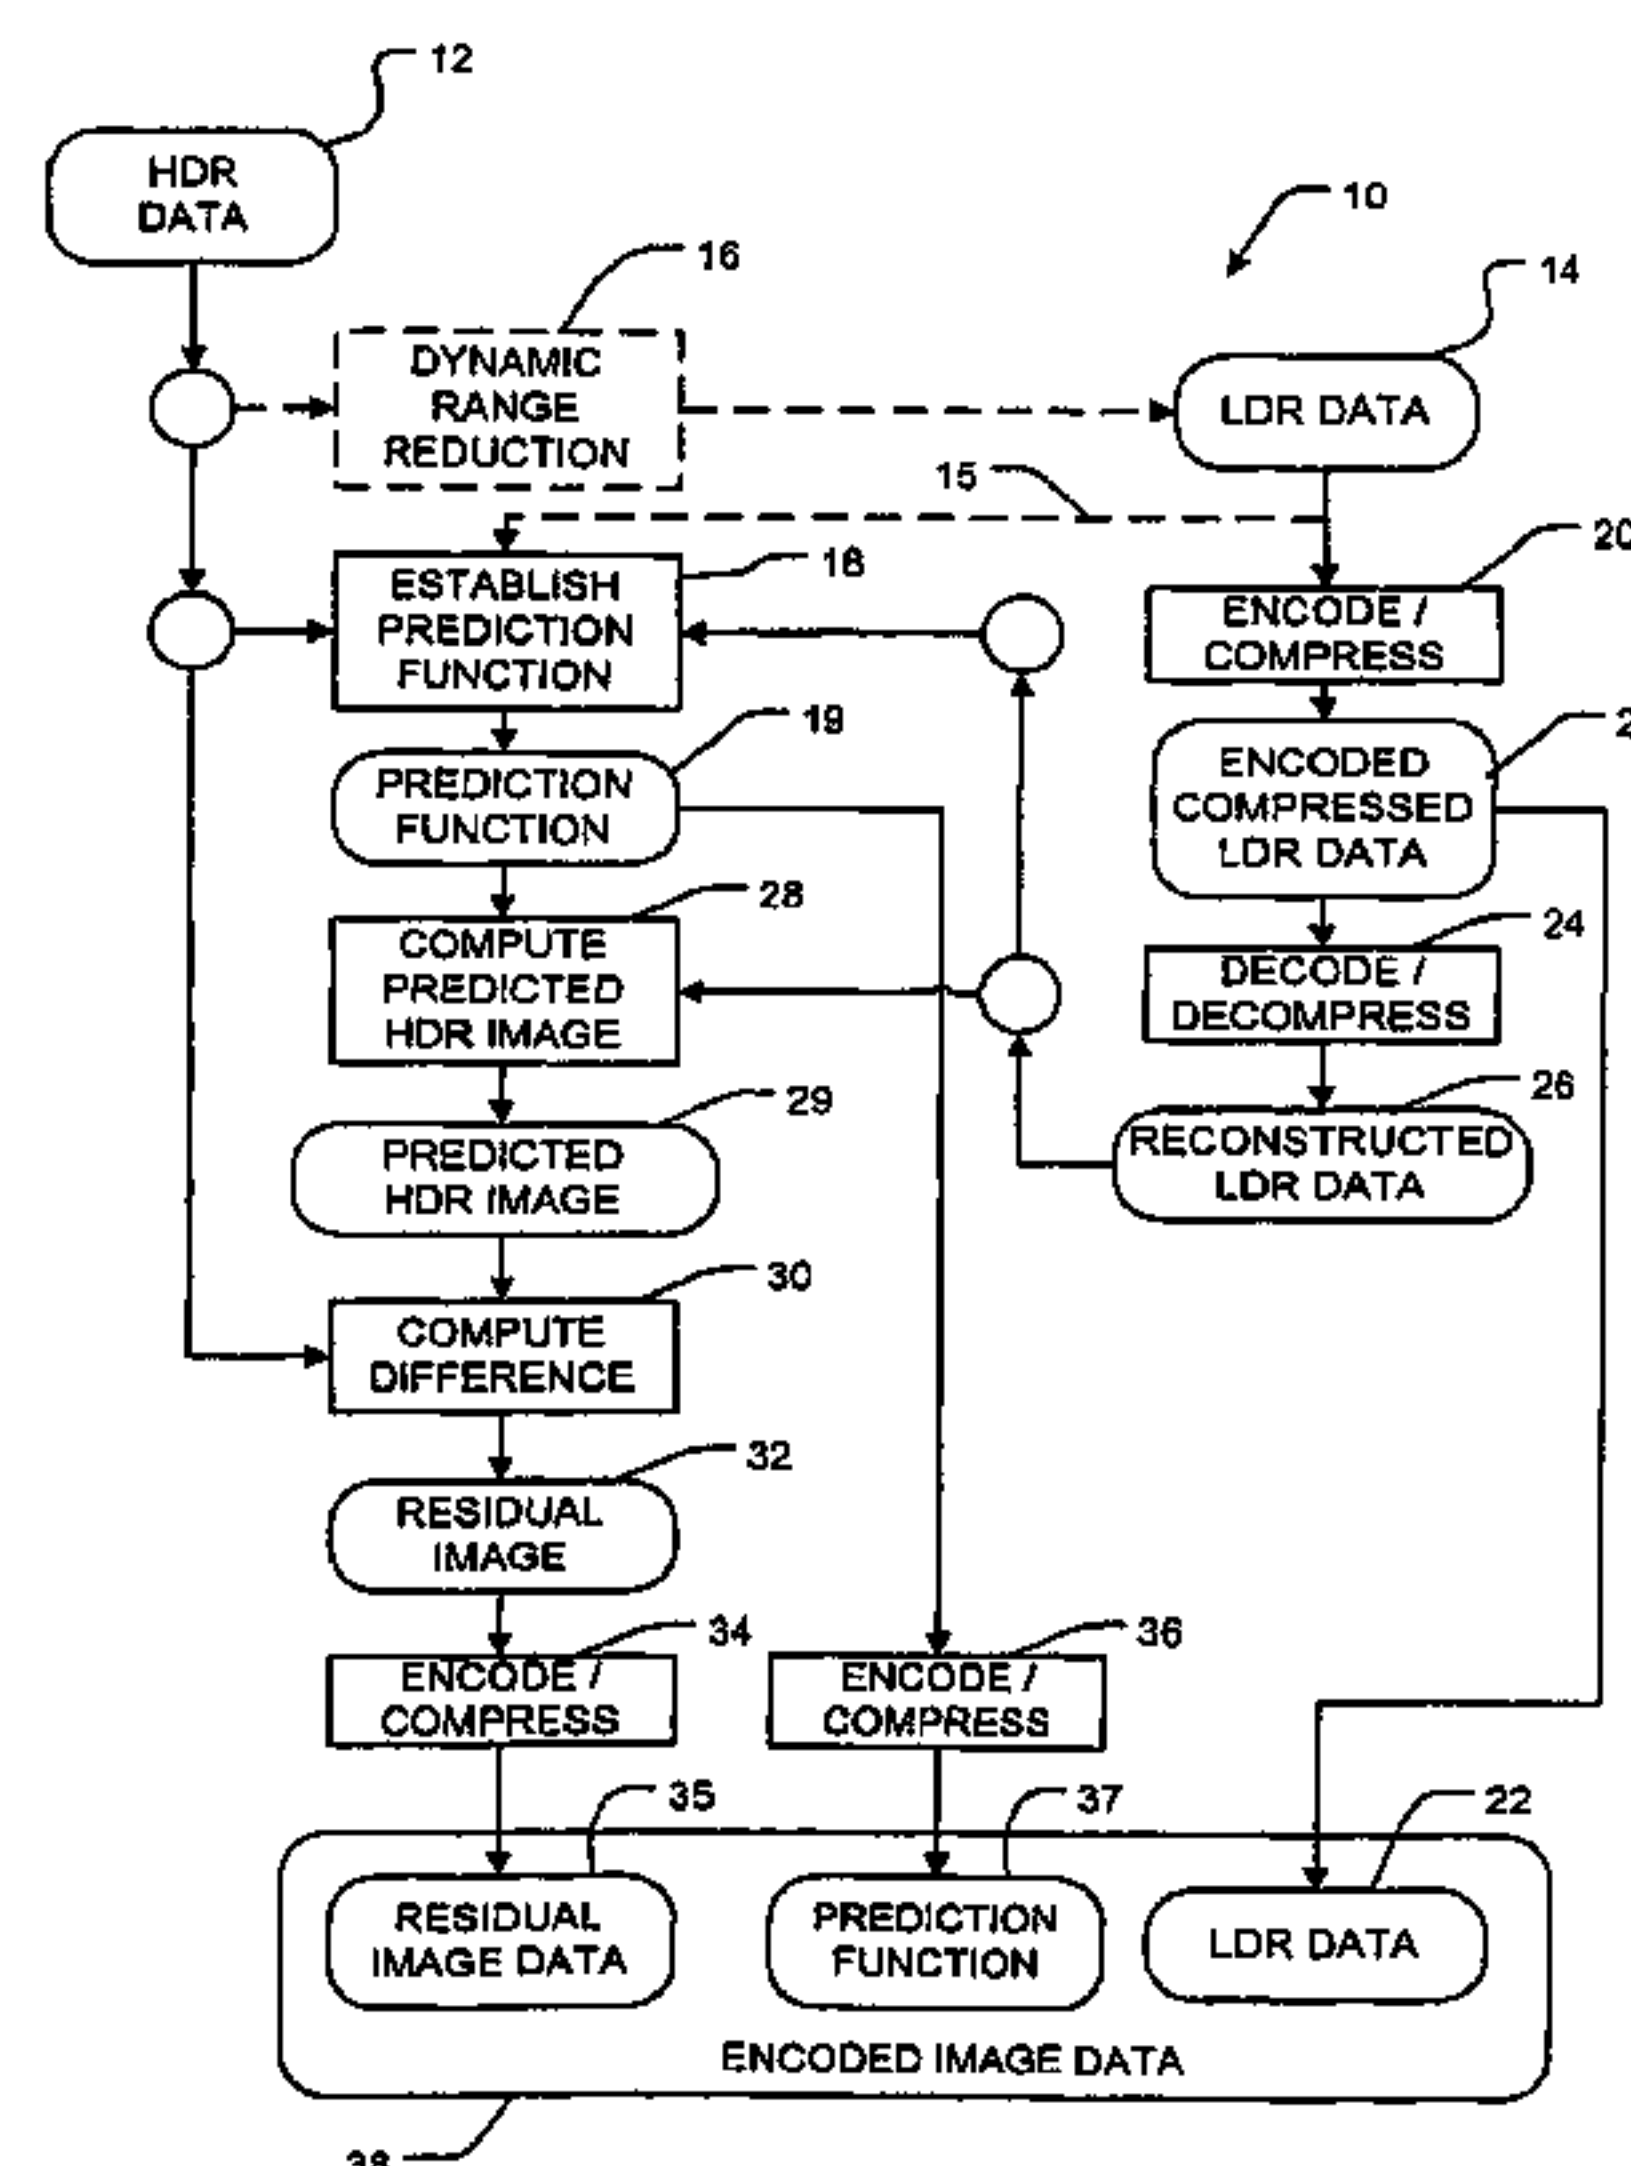 12
HDR
DATA
10
16
14
DYNAMIC
RANGE
REDUCTION
LDR DATA
15
20
18
ESTABLISH
PREDICTION
FUNCTION
ENCODE /
COMPRESS
19
2
PREDICTION
FUNCTION
ENCODED
COMPRESSED
LDR DATA
28
24
COMPUTE
PREDICTED
HDR IMAGE
DECODE /
DECOMPRESS
29
26
PREDICTED
HDR IMAGE
RECONSTRUCTED
LDR DATA
30
COMPUTE
DIFFERENCE
32
RESIDUAL
IMAGE
34
36
ENCODE /
COMPRESS
ENCODE /
COMPRESS
35
37
22
RESIDUAL
IMAGE DATA
PREDICTION
FUNCTION
LDR DATA
ENCODED IMAGE DATA
38